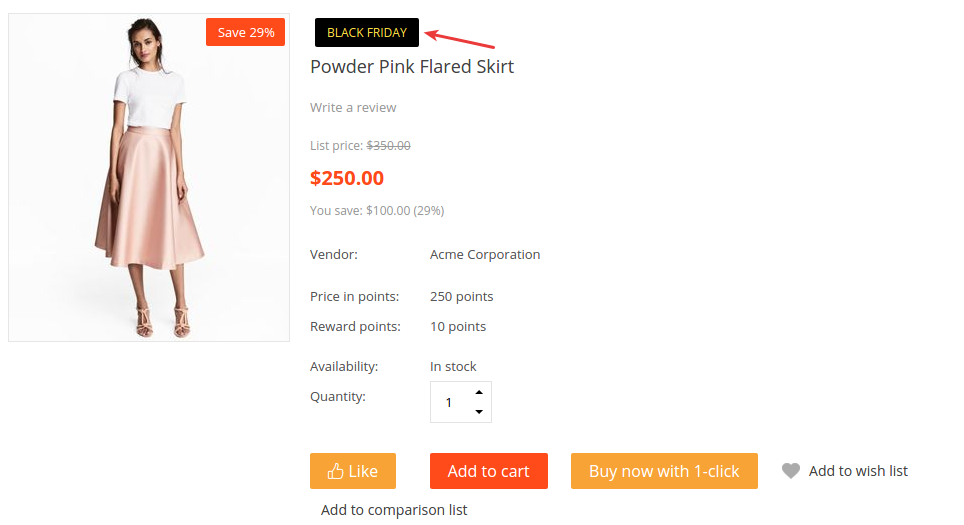 Save 29%
BLACK FRIDAY
Powder Pink Flared Skirt
Write a review
List price: $350.00
$250.00
You save: $100.00 (29%)
Vendor: Acme Corporation
Price in points: 250 points
Reward points: 10 points
Availability: In stock
Quantity: 1
Like Add to cart Buy now with 1-click Add to wish list
Add to comparison list